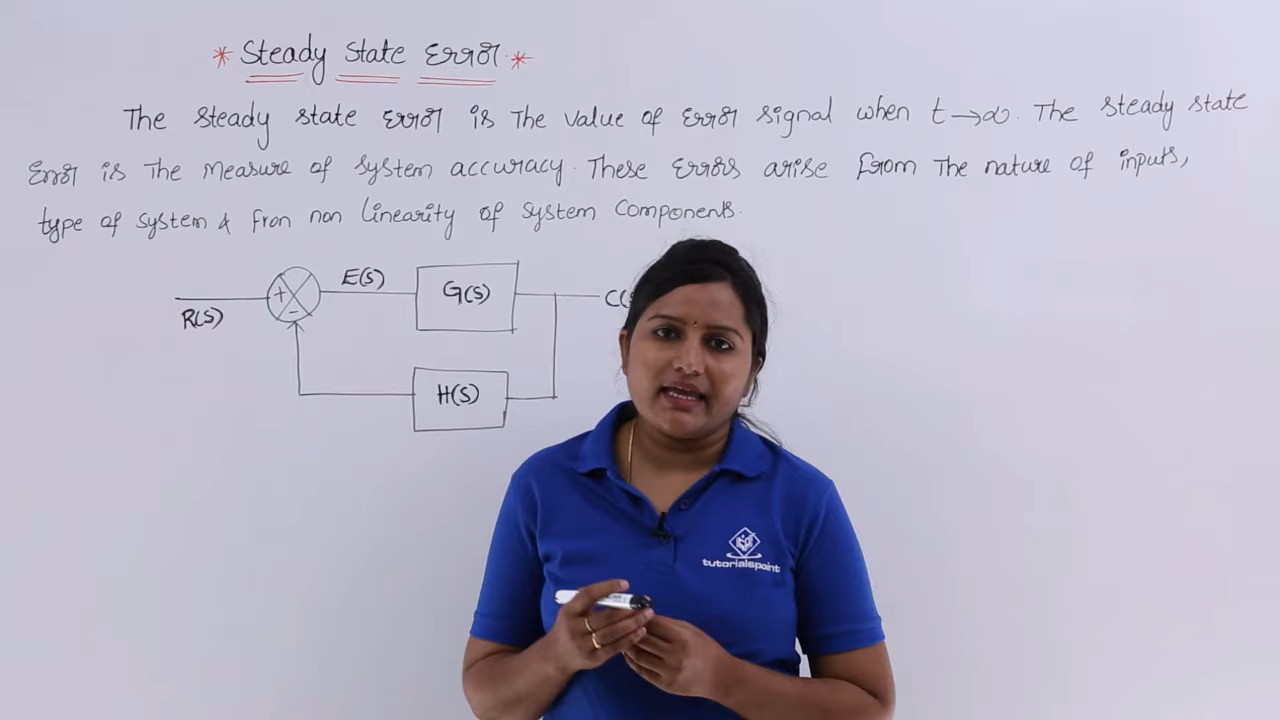 * Steady State Error *
The Steady state Error is The value of Error signal when t→∞. The Steady state
Error is The measure of System accuracy. These Errors arise from The nature of inputs,
type of System & fron non linearity of System Components.
E(S)
G(S)
R(S)
+
-
H(S)
tutorialspoint